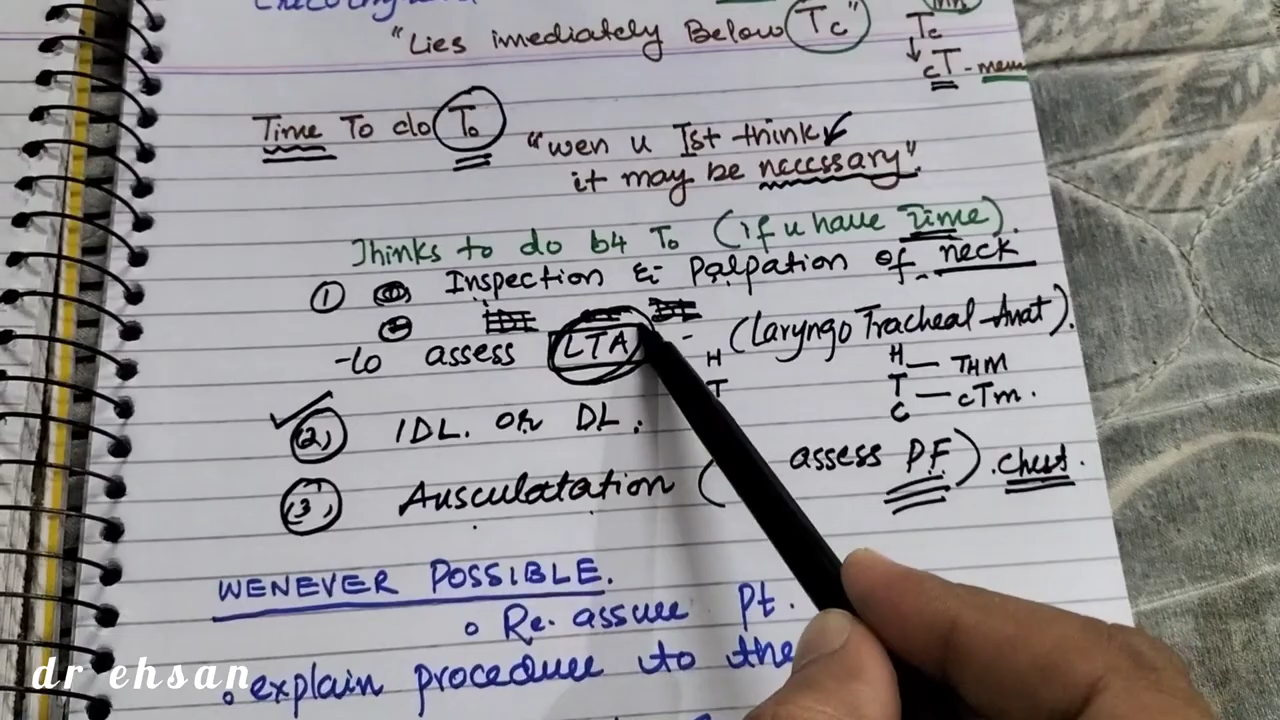 "Lies imediately Below Tc"
Tc
cT - mem
Time To do To
"wen u Ist think
it may be necessary".
Thinks to do b4 To (if u have Time).
① Inspection & Palpation of neck
-to assess LTA - (Laryngo Tracheal Anat).
H
T
H — THM
T
C — cTm.
(2) IDL. or DL.
(3) Ausculatation ( assess PF) chest.
WENEVER POSSIBLE.
o Re-assure Pt.
o explain procedure to the
dr ehsan